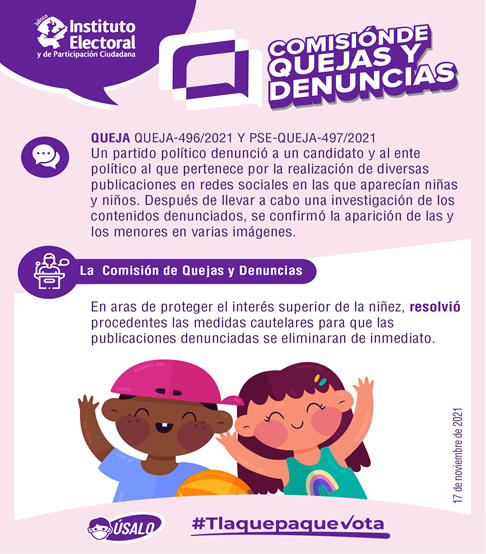 Jalisco
Instituto
Electoral
y de Participación Ciudadana
COMISIÓNDE
QUEJAS Y
DENUNCIAS
QUEJA QUEJA-496/2021 Y PSE-QUEJA-497/2021
Un partido político denunció a un candidato y al ente
político al que pertenece por la realización de diversas
publicaciones en redes sociales en las que aparecían niñas
y niños. Después de llevar a cabo una investigación de los
contenidos denunciados, se confirmó la aparición de las y
los menores en varias imágenes.
La Comisión de Quejas y Denuncias
En aras de proteger el interés superior de la niñez, resolvió
procedentes las medidas cautelares para que las
publicaciones denunciadas se eliminaran de inmediato.
17 de noviembre de 2021
ÚSALO
#Tlaquepaquevota